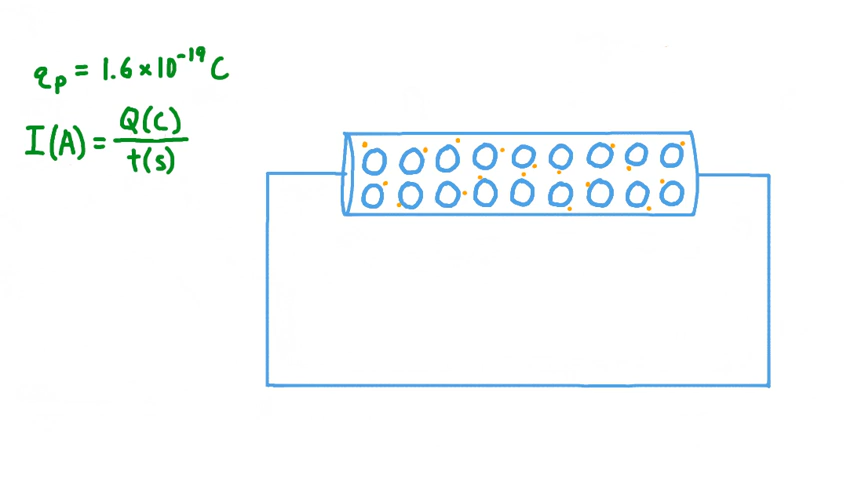 qₚ = 1.6×10⁻¹⁹ C
I(A) = Q(C)/t(s)